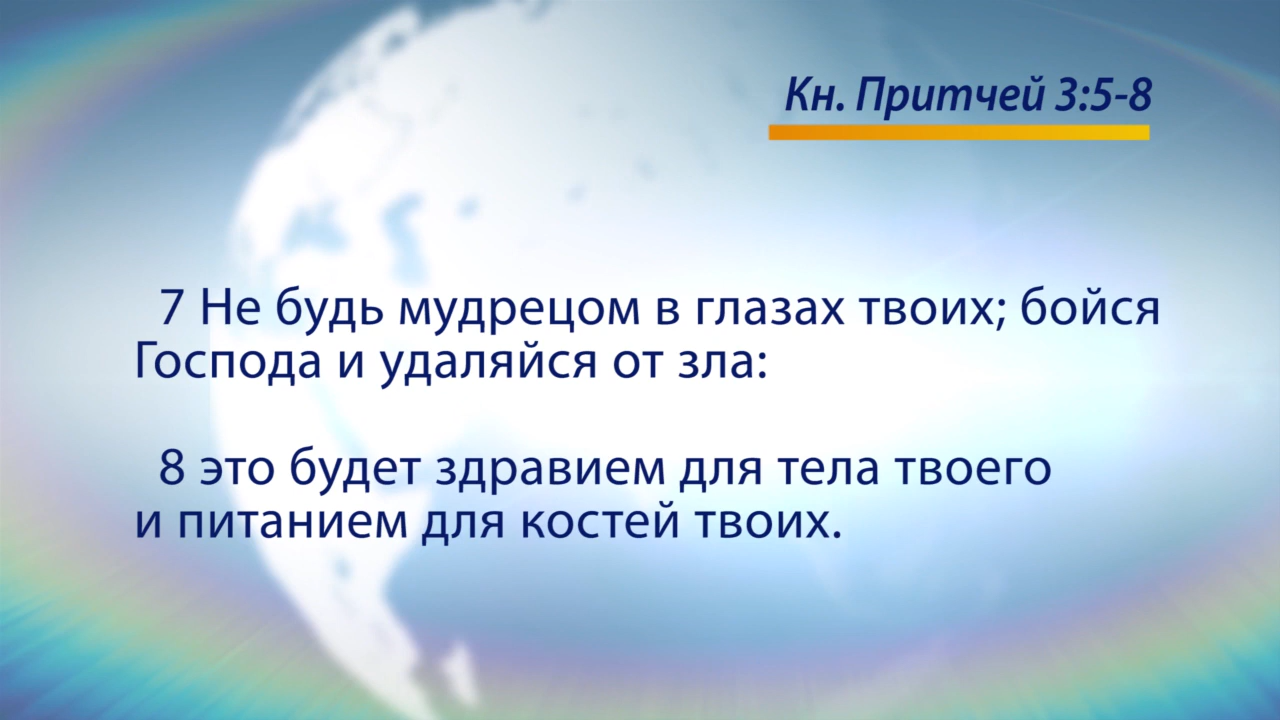 Кн. Притчей 3:5-8
7 Не будь мудрецом в глазах твоих; бойся
Господа и удаляйся от зла:
8 это будет здравием для тела твоего
и питанием для костей твоих.